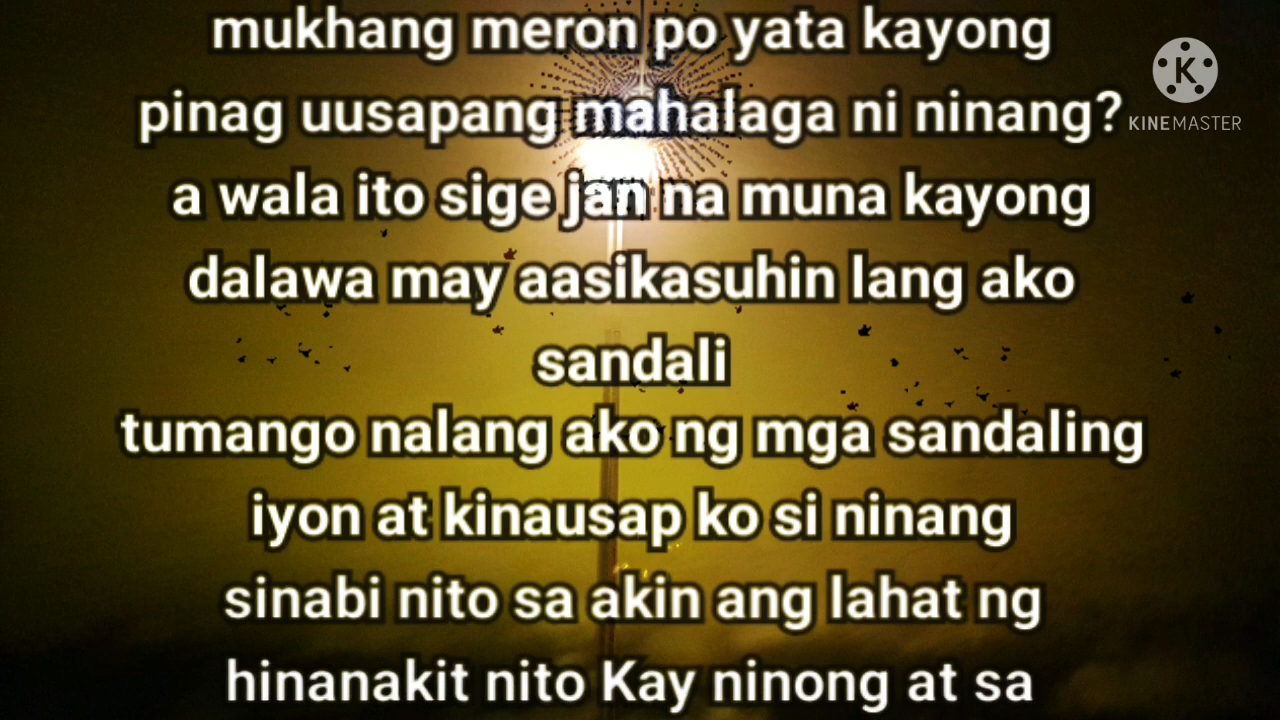 mukhang meron po yata kayong
pinag uusapang mahalaga ni ninang?
a wala ito sige jan na muna kayong
dalawa may aasikasuhin lang ako
sandali
tumango nalang ako ng mga sandaling
iyon at kinausap ko si ninang
sinabi nito sa akin ang lahat ng
hinanakit nito Kay ninong at sa
K
KINEMASTER